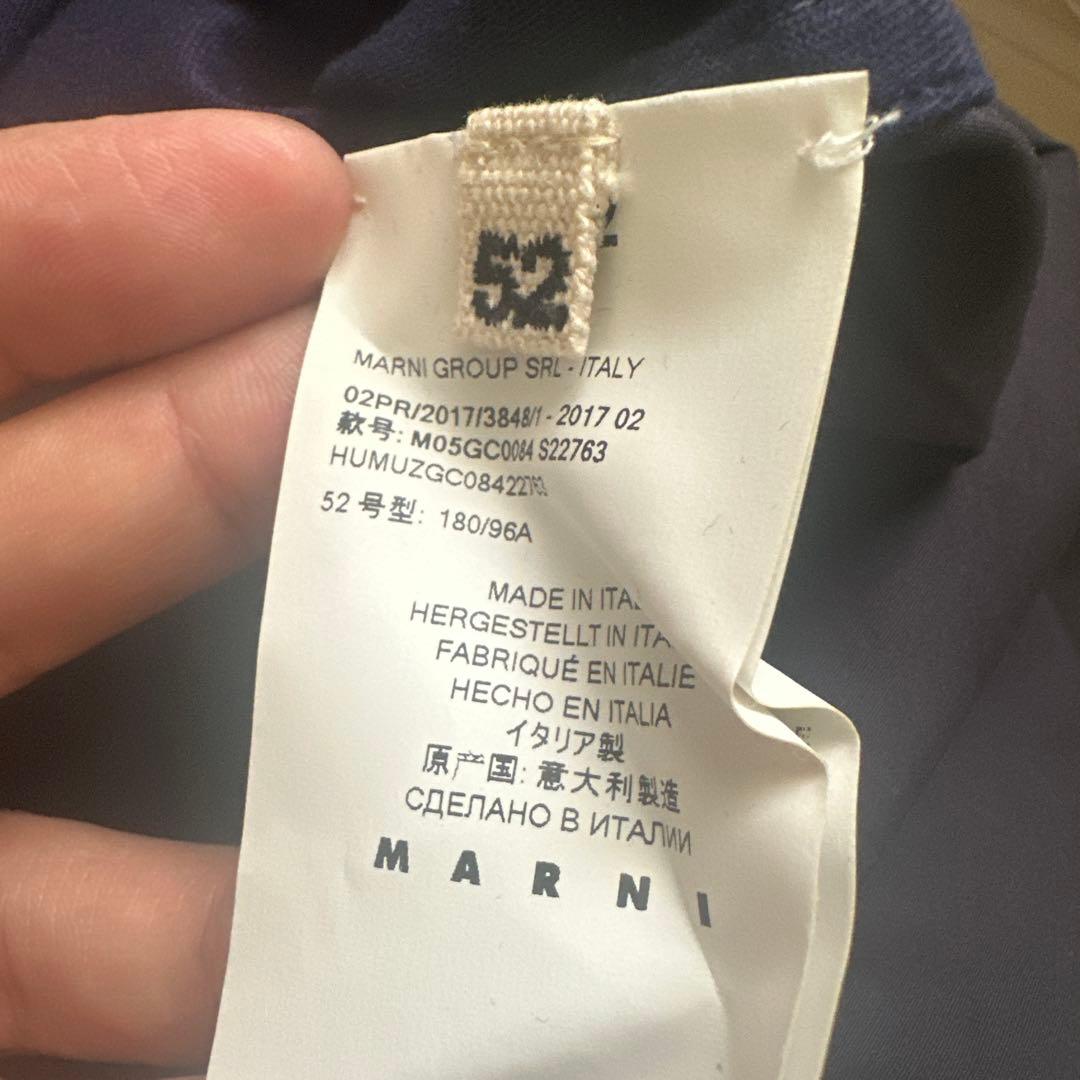 52
MARNI GROUP SRL - ITALY
02PR/2017/3848/1 - 2017 02
款号: M05GC0084 S22763
HUMUZGC08422763
52 号型: 180/96A
MADE IN
HERGESTELLT IN
FABRIQUÉ EN ITALIE
HECHO EN ITALIA
イタリア製
原产国: 意大利製造
СДЕЛАНО В ИТАЛИИ
MARNI